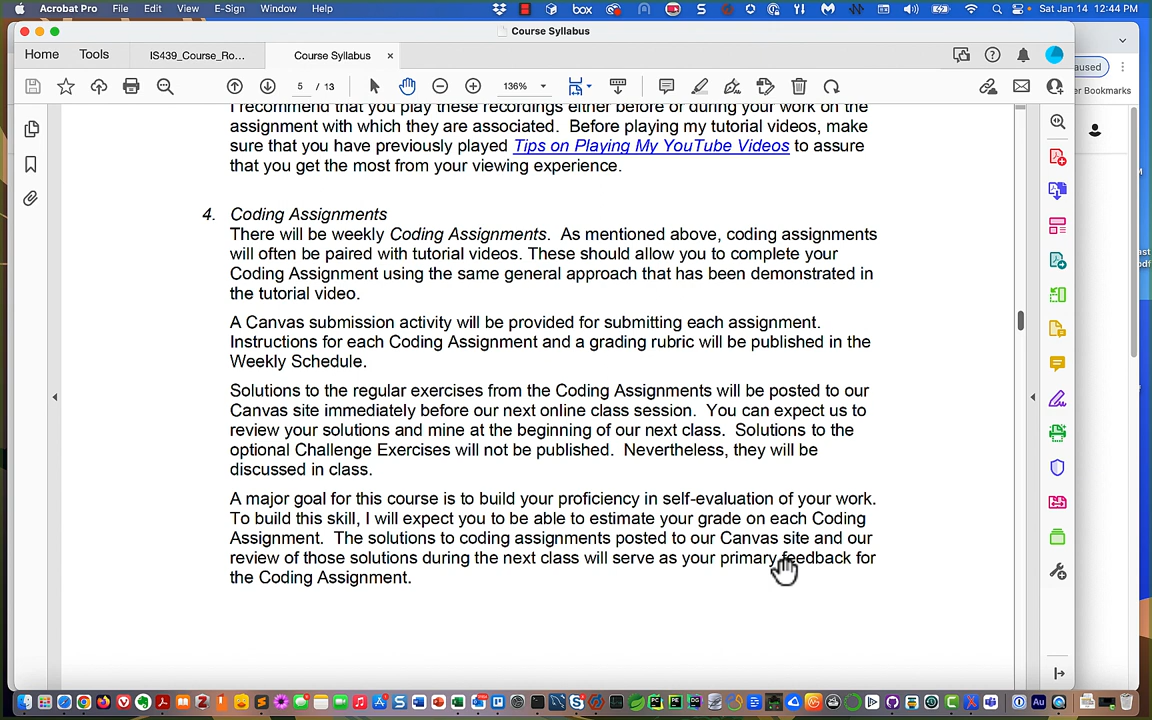 Acrobat Pro File Edit View E-Sign Window Help
box
Sat Jan 14 12:44 PM
Course Syllabus
Home Tools IS439_Course_Ro... Course Syllabus
5 / 13
136%
er Bookmarks
I recommend that you play these recordings either before or during your work on the
assignment with which they are associated. Before playing my tutorial videos, make
sure that you have previously played Tips on Playing My YouTube Videos to assure
that you get the most from your viewing experience.
4. Coding Assignments
There will be weekly Coding Assignments. As mentioned above, coding assignments
will often be paired with tutorial videos. These should allow you to complete your
Coding Assignment using the same general approach that has been demonstrated in
the tutorial video.
A Canvas submission activity will be provided for submitting each assignment.
Instructions for each Coding Assignment and a grading rubric will be published in the
Weekly Schedule.
Solutions to the regular exercises from the Coding Assignments will be posted to our
Canvas site immediately before our next online class session. You can expect us to
review your solutions and mine at the beginning of our next class. Solutions to the
optional Challenge Exercises will not be published. Nevertheless, they will be
discussed in class.
A major goal for this course is to build your proficiency in self-evaluation of your work.
To build this skill, I will expect you to be able to estimate your grade on each Coding
Assignment. The solutions to coding assignments posted to our Canvas site and our
review of those solutions during the next class will serve as your primary feedback for
the Coding Assignment.